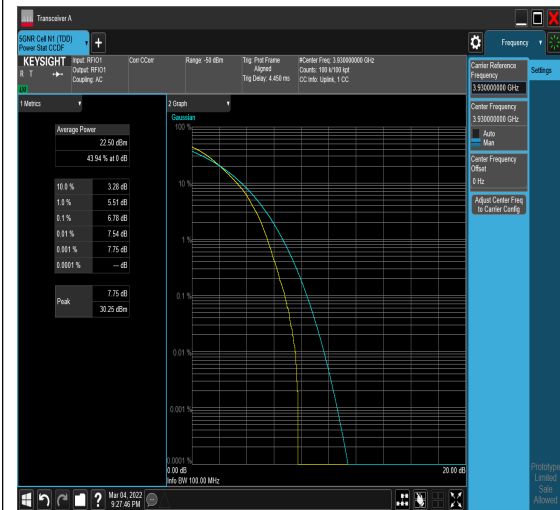 Transceiver A
5GNR Cell N1 (TDD)
Power Stat CCDF
Frequency
KEYSIGHT
R T
LXI
Input: RFIO1
Output: RFIO1
Coupling: AC
Corr CCorr
Range: -50 dBm
Trig: Prot Frame
Aligned
Trig Delay: 4.450 ms
#Center Freq: 3.930000000 GHz
Counts: 100 k/100 kpt
CC Info: Uplink, 1 CC
Carrier Reference
Frequency
3.930000000 GHz
Settings
Center Frequency
3.930000000 GHz
Auto
Man
Center Frequency
Offset
0 Hz
Adjust Center Freq
to Carrier Config
1 Metrics
Average Power
22.50 dBm
43.94 % at 0 dB
10.0 % 3.28 dB
1.0 % 5.51 dB
0.1 % 6.78 dB
0.01 % 7.54 dB
0.001 % 7.75 dB
0.0001 % --- dB
Peak
7.75 dB
30.25 dBm
2 Graph
Gaussian
100 %
10 %
1 %
0.1 %
0.01 %
0.001 %
0.0001 %
0.00 dB
20.00 dB
Info BW 100.00 MHz
Prototype
Limited
Sale
Allowed
?
Mar 04, 2022
9:27:46 PM